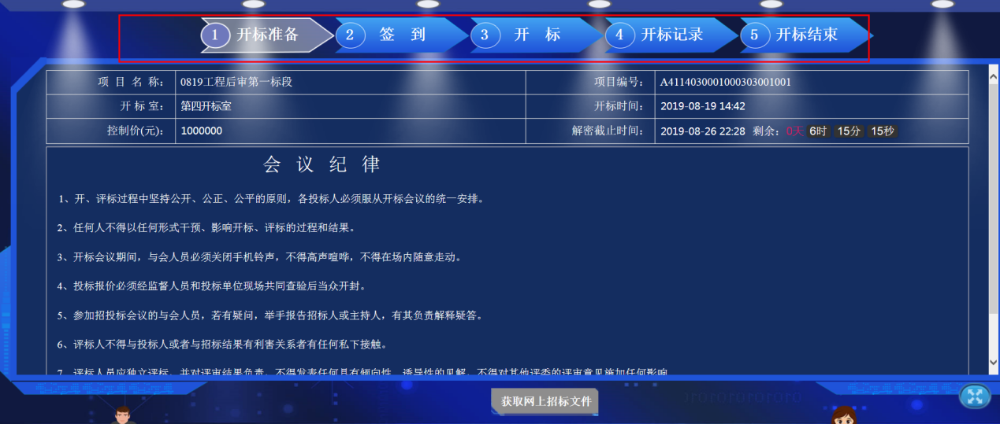 1 开标准备 2 签 到 3 开 标 4 开标记录 5 开标结束
项 目 名 称： 0819工程后审第一标段 项目编号： A4114030001000303001001
开 标 室： 第四开标室 开标时间： 2019-08-19 14:42
控制价(元)： 1000000 解密截止时间： 2019-08-26 22:28 剩余：0天 6时 15分 15秒
会 议 纪 律
1、开、评标过程中坚持公开、公正、公平的原则，各投标人必须服从开标会议的统一安排。
2、任何人不得以任何形式干预、影响开标、评标的过程和结果。
3、开标会议期间，与会人员必须关闭手机铃声，不得高声喧哗，不得在场内随意走动。
4、投标报价必须经监督人员和投标单位现场共同查验后当众开封。
5、参加招投标会议的与会人员，若有疑问，举手报告招标人或主持人，有其负责解释疑答。
6、评标人不得与投标人或者与招标结果有利害关系者有任何私下接触。
7、评标人员应独立评标，并对评审结果负责，不得发表任何具有倾向性、诱导性的见解，不得对其他评委的评审意见施加任何影响
获取网上招标文件